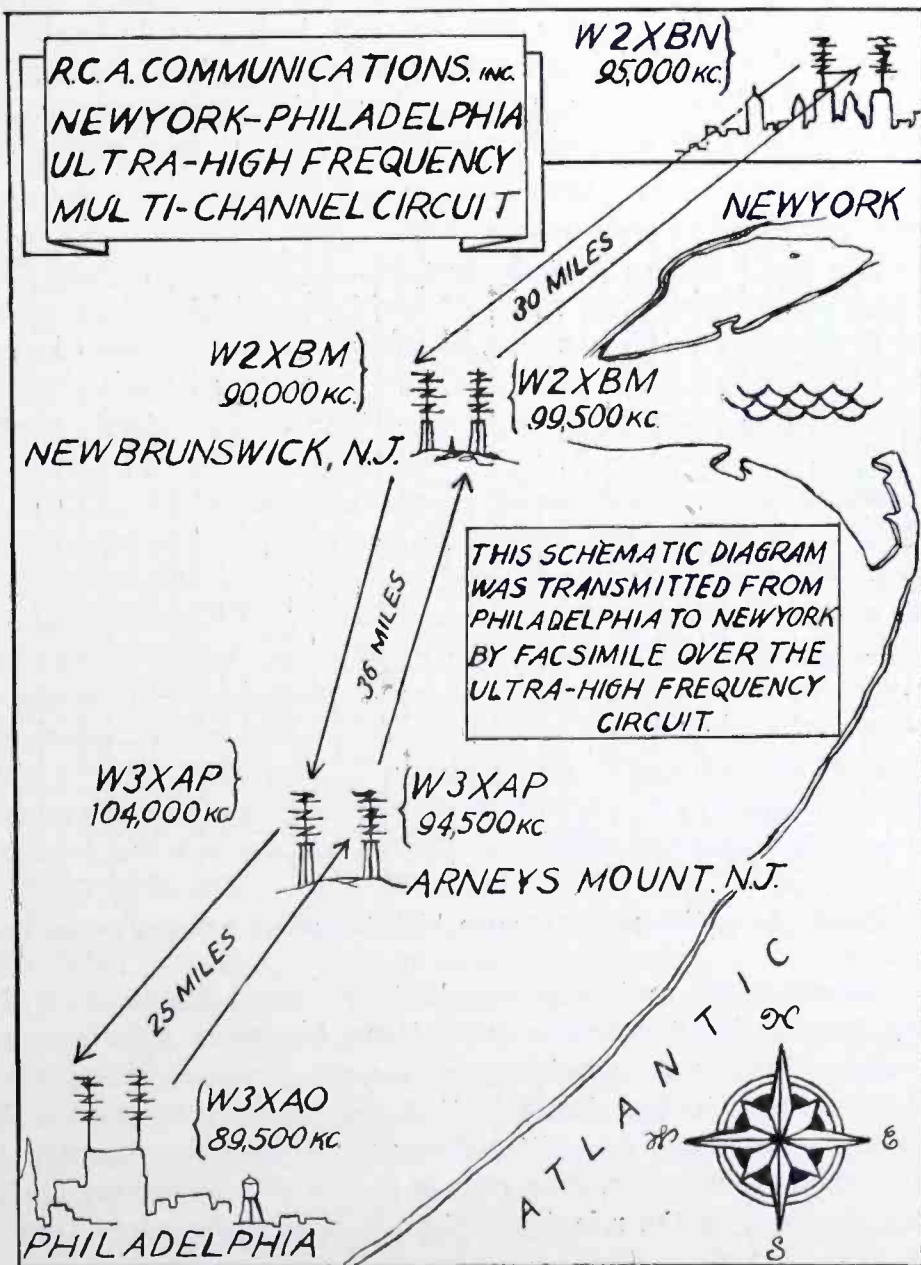 R.C.A. COMMUNICATIONS. INC.
NEWYORK-PHILADELPHIA
ULTRA-HIGH FREQUENCY
MULTI-CHANNEL CIRCUIT
W2XBN
95,000 KC.
NEWYORK
30 MILES
W2XBM
90,000 KC.
W2XBM
99,500 KC.
NEW BRUNSWICK, N.J.
36 MILES
THIS SCHEMATIC DIAGRAM
WAS TRANSMITTED FROM
PHILADELPHIA TO NEWYORK
BY FACSIMILE OVER THE
ULTRA-HIGH FREQUENCY
CIRCUIT
W3XAP
104,000 KC
W3XAP
94,500 KC
ARNEYS MOUNT. N.J.
25 MILES
W3XAO
89,500 KC
PHILADELPHIA
ATLANTIC
N
W
E
S